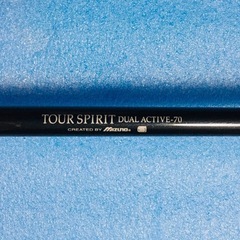 TOUR SPIRIT DUAL ACTIVE-70
CREATED BY MIZUNO